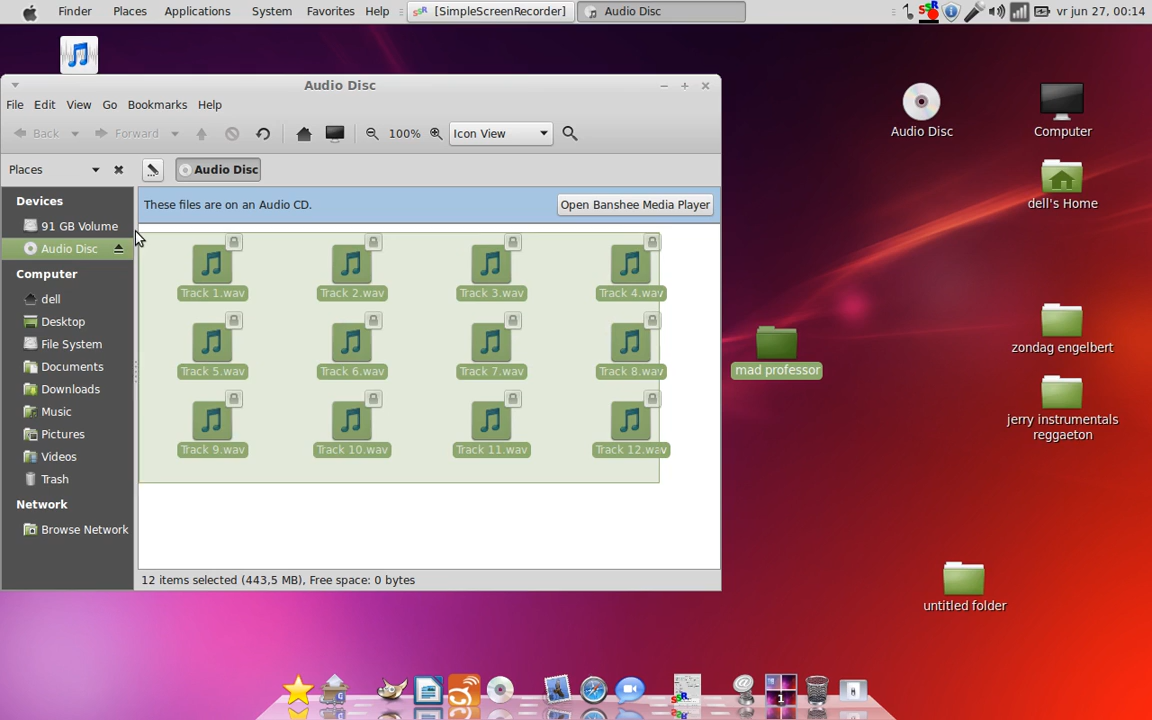 Finder Places Applications System Favorites Help [SimpleScreenRecorder] Audio Disc vr jun 27, 00:14
Audio Disc
File Edit View Go Bookmarks Help
Back Forward 100% Icon View
Places Audio Disc
Devices
91 GB Volume
Audio Disc
Computer
dell
Desktop
File System
Documents
Downloads
Music
Pictures
Videos
Trash
Network
Browse Network
These files are on an Audio CD. Open Banshee Media Player
Track 1.wav Track 2.wav Track 3.wav Track 4.wav
Track 5.wav Track 6.wav Track 7.wav Track 8.wav
Track 9.wav Track 10.wav Track 11.wav Track 12.wav
12 items selected (443,5 MB), Free space: 0 bytes
Audio Disc
Computer
dell's Home
zondag engelbert
mad professor
jerry instrumentals
reggaeton
untitled folder
1